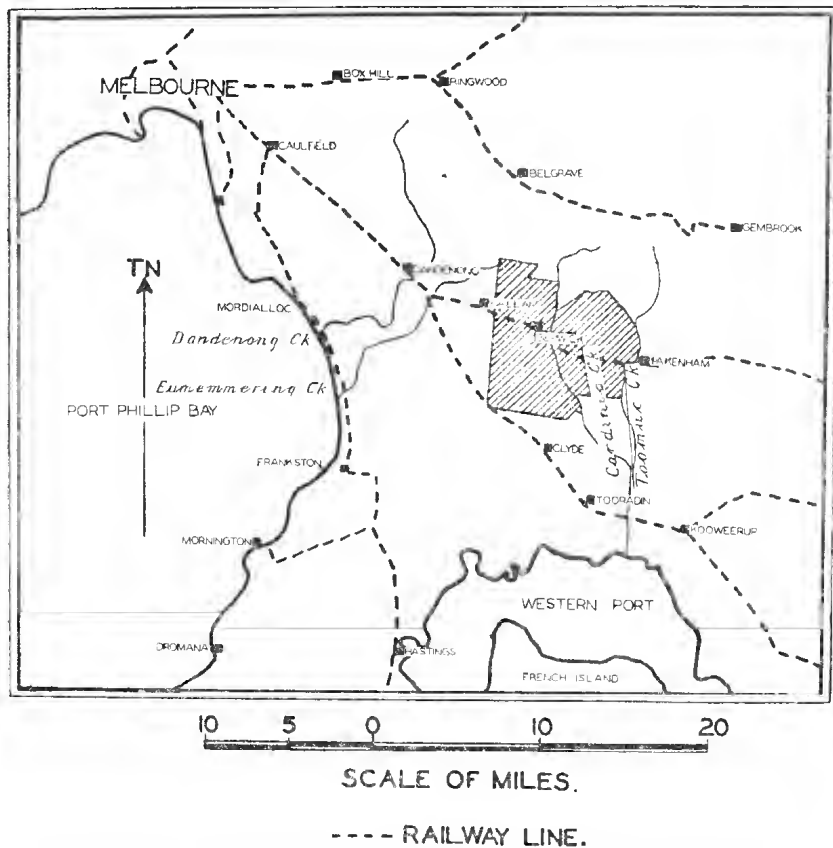 MELBOURNE
BOX HILL
RINGWOOD
CAULFIELD
BELGRAVE
GEMBROOK
TN
DANDENONG
MORDIALLOC
Dandenong Ck
PAKENHAM
Eumemmering Ck
Cardinia Ck
Toomuc Ck
PORT PHILLIP BAY
CLYDE
FRANKSTON
TOORADIN
KOOWEERUP
MORNINGTON
WESTERN PORT
DROMANA
HASTINGS
FRENCH ISLAND
10 5 0 10 20
SCALE OF MILES.
---- RAILWAY LINE.